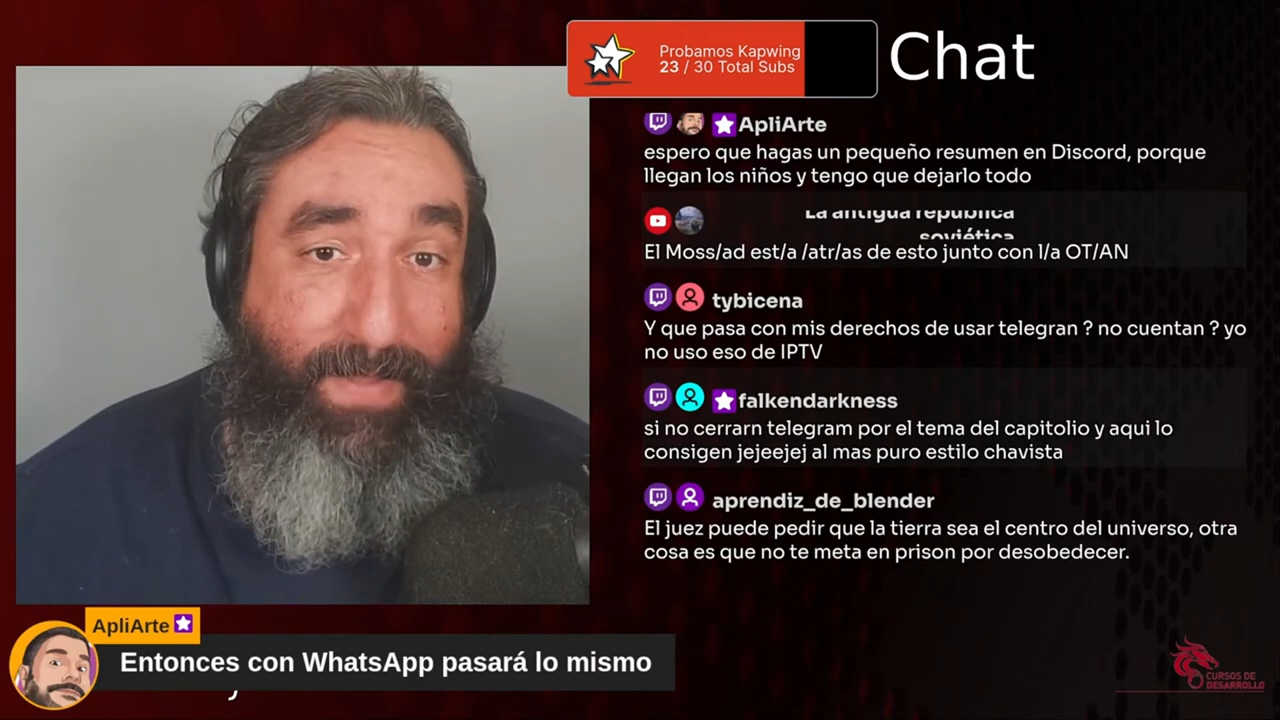 Probamos Kapwing
23 / 30 Total Subs
Chat
ApliArte
espero que hagas un pequeño resumen en Discord, porque
llegan los niños y tengo que dejarlo todo
La antigua república
soviética
El Moss/ad est/a /atr/as de esto junto con l/a OT/AN
tybicena
Y que pasa con mis derechos de usar telegran ? no cuentan ? yo
no uso eso de IPTV
falkendarkness
si no cerrarn telegram por el tema del capitolio y aqui lo
consigen jejeejej al mas puro estilo chavista
aprendiz_de_blender
El juez puede pedir que la tierra sea el centro del universo, otra
cosa es que no te meta en prison por desobedecer.
ApliArte
Entonces con WhatsApp pasará lo mismo
CURSOS DE
DESARROLLO